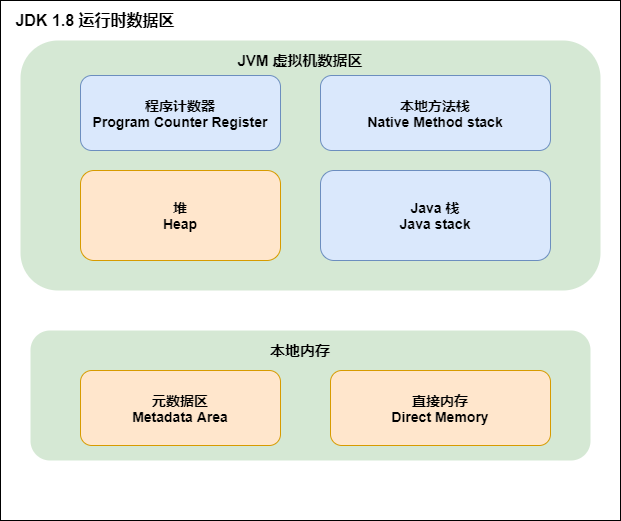 JDK 1.8 运行时数据区
JVM 虚拟机数据区
程序计数器
Program Counter Register
本地方法栈
Native Method stack
堆
Heap
Java 栈
Java stack
本地内存
元数据区
Metadata Area
直接内存
Direct Memory